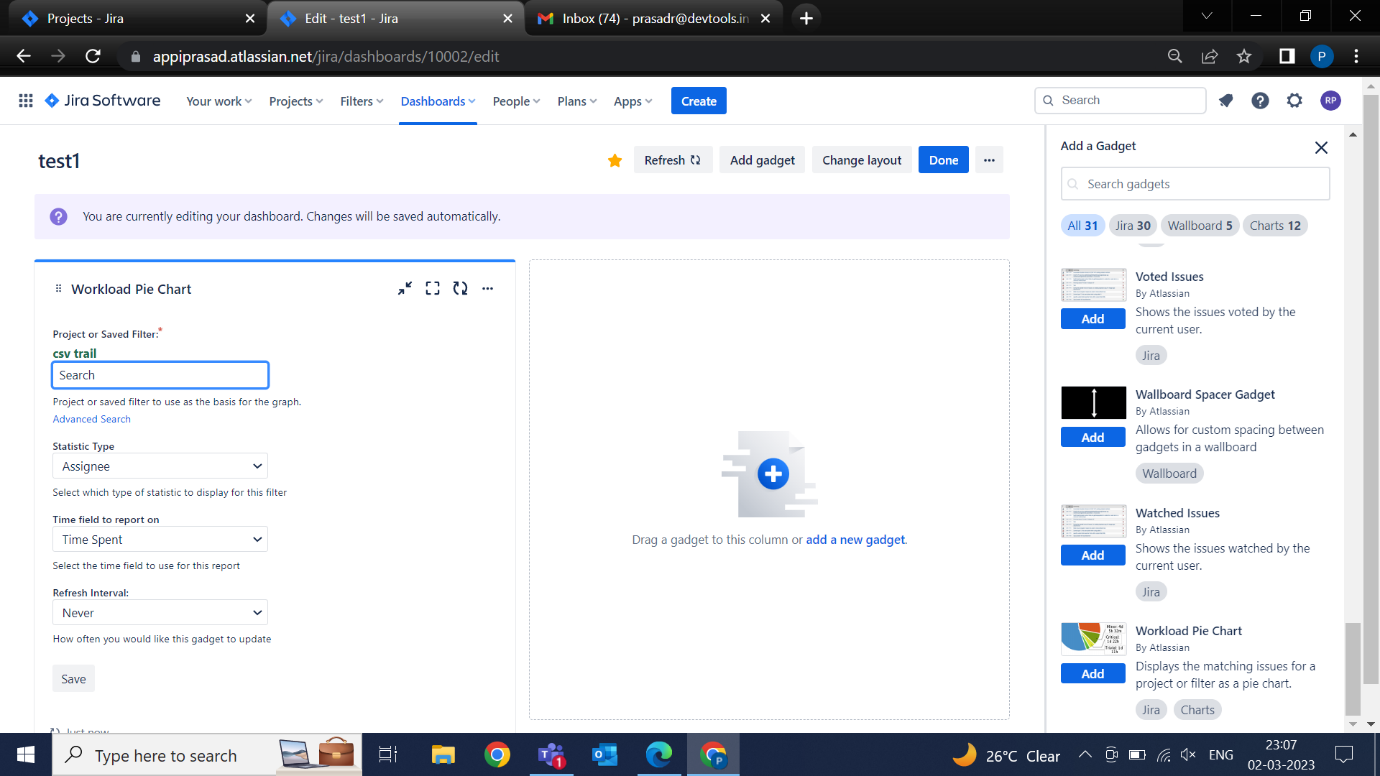 Projects - Jira
Edit - test1 - Jira
Inbox (74) - prasadr@devtools.in
appiprasad.atlassian.net/jira/dashboards/10002/edit
P
Jira Software
Your work
Projects
Filters
Dashboards
People
Plans
Apps
Create
Search
RP
test1
Refresh
Add gadget
Change layout
Done
You are currently editing your dashboard. Changes will be saved automatically.
Workload Pie Chart
Project or Saved Filter:*
csv trail
Search
Project or saved filter to use as the basis for the graph.
Advanced Search
Statistic Type
Assignee
Select which type of statistic to display for this filter
Time field to report on
Time Spent
Select the time field to use for this report
Refresh Interval:
Never
How often you would like this gadget to update
Save
Just now
Drag a gadget to this column or add a new gadget.
Add a Gadget
Search gadgets
All 31
Jira 30
Wallboard 5
Charts 12
Voted Issues
By Atlassian
Add
Shows the issues voted by the
current user.
Jira
Wallboard Spacer Gadget
By Atlassian
Add
Allows for custom spacing between
gadgets in a wallboard
Wallboard
Watched Issues
By Atlassian
Add
Shows the issues watched by the
current user.
Jira
Workload Pie Chart
By Atlassian
Add
Displays the matching issues for a
project or filter as a pie chart.
Jira
Charts
Type here to search
1
P
26°C Clear
ENG
23:07
02-03-2023